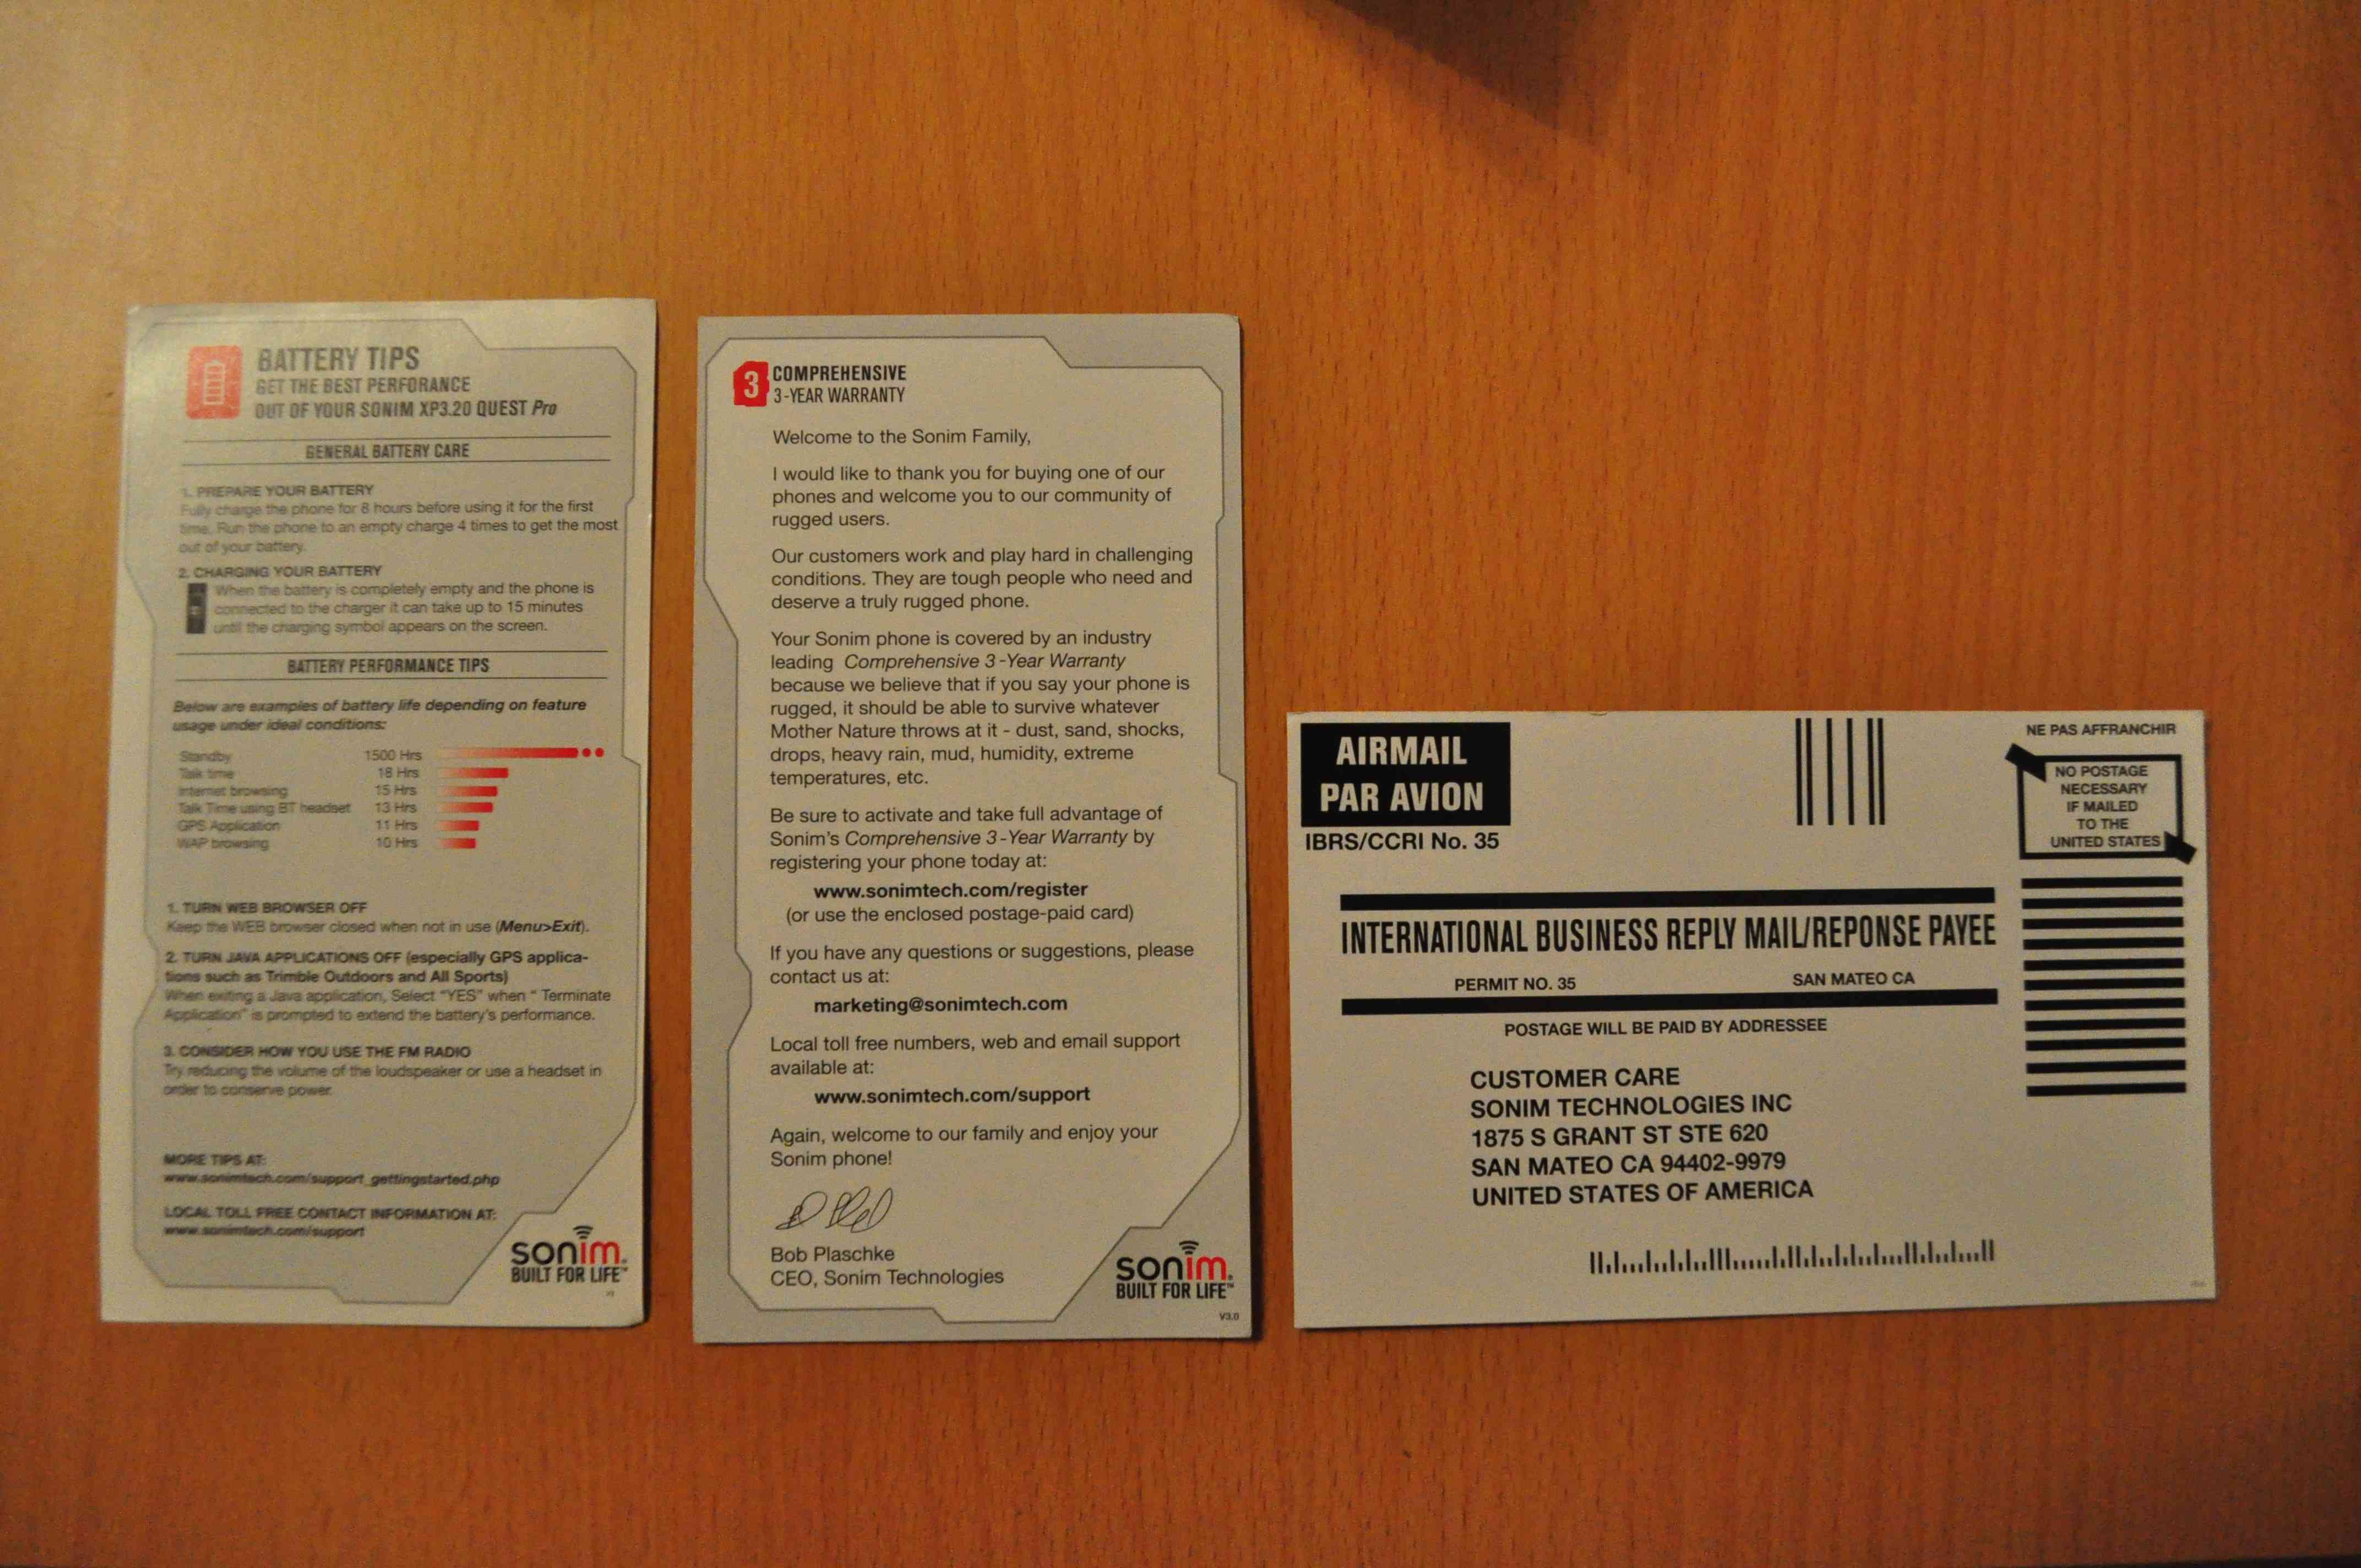 BATTERY TIPS
GET THE BEST PERFORANCE
OUT OF YOUR SONIM XP3.20 QUEST Pro
GENERAL BATTERY CARE
1. PREPARE YOUR BATTERY
Fully charge the phone for 8 hours before using it for the first
time. Run the phone to an empty charge 4 times to get the most
out of your battery.
2. CHARGING YOUR BATTERY
When the battery is completely empty and the phone is
connected to the charger it can take up to 15 minutes
until the charging symbol appears on the screen.
BATTERY PERFORMANCE TIPS
Below are examples of battery life depending on feature
usage under ideal conditions:
Standby 1500 Hrs
Talk time 18 Hrs
Internet browsing 15 Hrs
Talk Time using BT headset 13 Hrs
GPS Application 11 Hrs
WAP browsing 10 Hrs
1. TURN WEB BROWSER OFF
Keep the WEB browser closed when not in use (Menu>Exit).
2. TURN JAVA APPLICATIONS OFF (especially GPS applica-
tions such as Trimble Outdoors and All Sports)
When exiting a Java application, Select "YES" when " Terminate
Application" is prompted to extend the battery's performance.
3. CONSIDER HOW YOU USE THE FM RADIO
Try reducing the volume of the loudspeaker or use a headset in
order to conserve power.
MORE TIPS AT:
www.sonimtech.com/support_gettingstarted.php
LOCAL TOLL FREE CONTACT INFORMATION AT:
www.sonimtech.com/support
sonim.
BUILT FOR LIFE™
3 COMPREHENSIVE
3-YEAR WARRANTY
Welcome to the Sonim Family,
I would like to thank you for buying one of our
phones and welcome you to our community of
rugged users.
Our customers work and play hard in challenging
conditions. They are tough people who need and
deserve a truly rugged phone.
Your Sonim phone is covered by an industry
leading Comprehensive 3-Year Warranty
because we believe that if you say your phone is
rugged, it should be able to survive whatever
Mother Nature throws at it - dust, sand, shocks,
drops, heavy rain, mud, humidity, extreme
temperatures, etc.
Be sure to activate and take full advantage of
Sonim's Comprehensive 3-Year Warranty by
registering your phone today at:
www.sonimtech.com/register
(or use the enclosed postage-paid card)
If you have any questions or suggestions, please
contact us at:
marketing@sonimtech.com
Local toll free numbers, web and email support
available at:
www.sonimtech.com/support
Again, welcome to our family and enjoy your
Sonim phone!
Bob Plaschke
CEO, Sonim Technologies
sonim.
BUILT FOR LIFE™
V3.0
AIRMAIL
PAR AVION
IBRS/CCRI No. 35
NE PAS AFFRANCHIR
NO POSTAGE
NECESSARY
IF MAILED
TO THE
UNITED STATES
INTERNATIONAL BUSINESS REPLY MAIL/REPONSE PAYEE
PERMIT NO. 35 SAN MATEO CA
POSTAGE WILL BE PAID BY ADDRESSEE
CUSTOMER CARE
SONIM TECHNOLOGIES INC
1875 S GRANT ST STE 620
SAN MATEO CA 94402-9979
UNITED STATES OF AMERICA